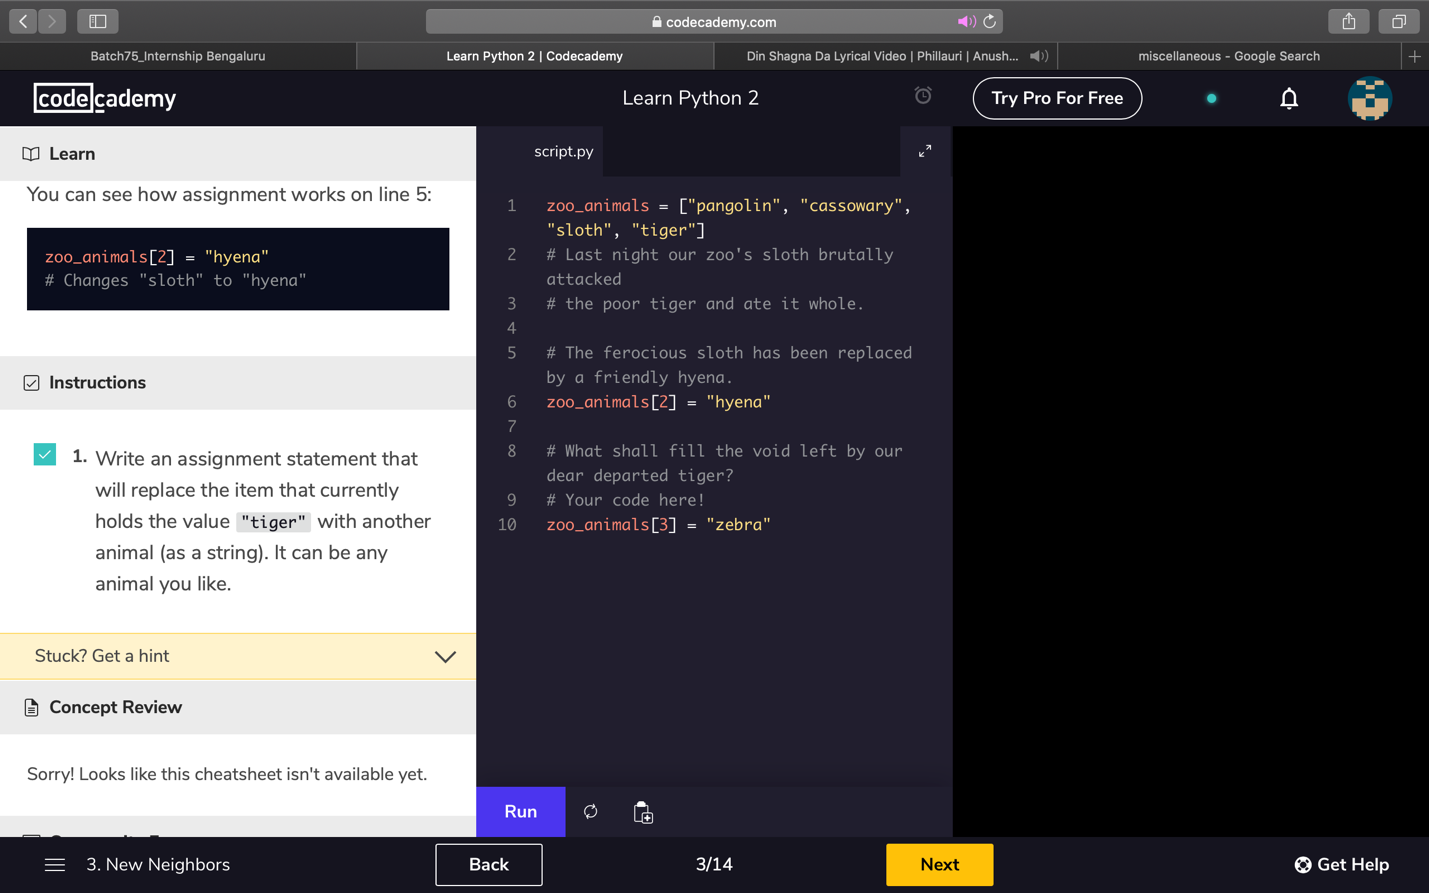 codecademy.com
Batch75_Internship Bengaluru
Learn Python 2 | Codecademy
Din Shagna Da Lyrical Video | Phillauri | Anush...
miscellaneous - Google Search
codecademy
Learn Python 2
Try Pro For Free
Learn
You can see how assignment works on line 5:
zoo_animals[2] = "hyena"
# Changes "sloth" to "hyena"
Instructions
1. Write an assignment statement that
will replace the item that currently
holds the value "tiger" with another
animal (as a string). It can be any
animal you like.
Stuck? Get a hint
Concept Review
Sorry! Looks like this cheatsheet isn't available yet.
script.py
1 zoo_animals = ["pangolin", "cassowary",
"sloth", "tiger"]
2 # Last night our zoo's sloth brutally
attacked
3 # the poor tiger and ate it whole.
4
5 # The ferocious sloth has been replaced
by a friendly hyena.
6 zoo_animals[2] = "hyena"
7
8 # What shall fill the void left by our
dear departed tiger?
9 # Your code here!
10 zoo_animals[3] = "zebra"
Run
3. New Neighbors
Back
3/14
Next
Get Help